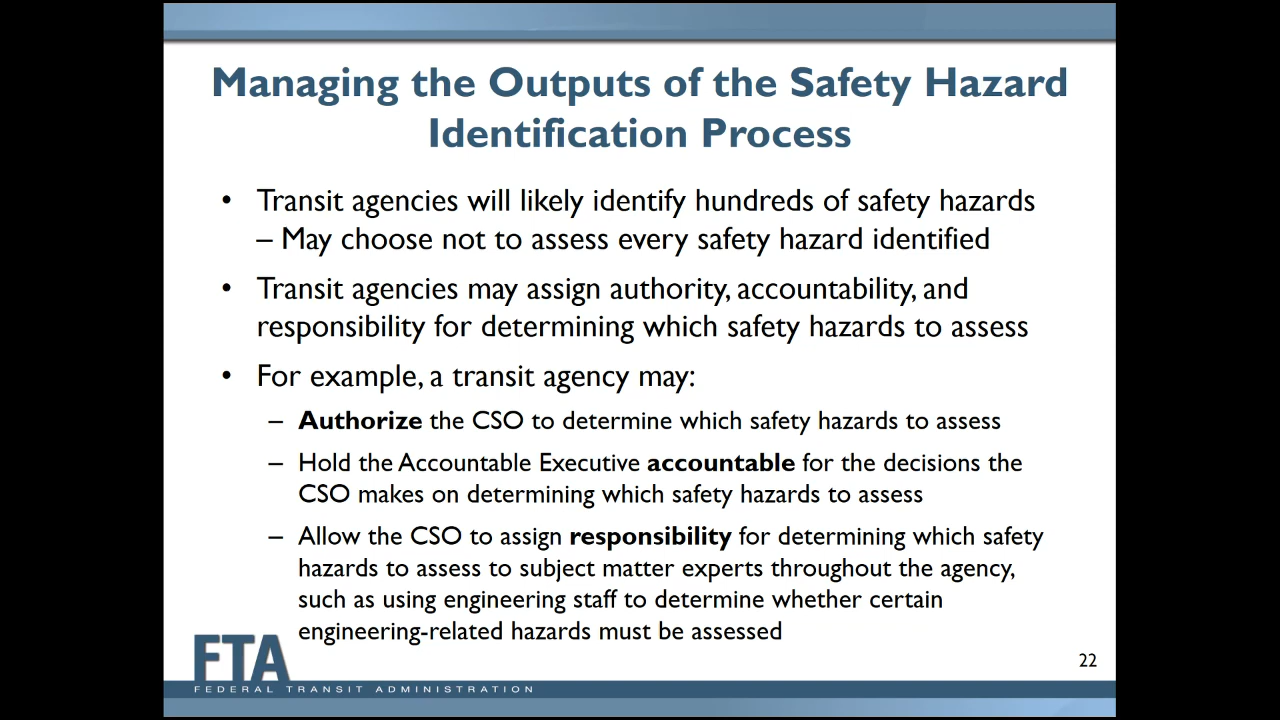 Managing the Outputs of the Safety Hazard
Identification Process
• Transit agencies will likely identify hundreds of safety hazards
– May choose not to assess every safety hazard identified
• Transit agencies may assign authority, accountability, and
responsibility for determining which safety hazards to assess
• For example, a transit agency may:
– Authorize the CSO to determine which safety hazards to assess
– Hold the Accountable Executive accountable for the decisions the
CSO makes on determining which safety hazards to assess
– Allow the CSO to assign responsibility for determining which safety
hazards to assess to subject matter experts throughout the agency,
such as using engineering staff to determine whether certain
engineering-related hazards must be assessed
FTA
FEDERAL TRANSIT ADMINISTRATION
22